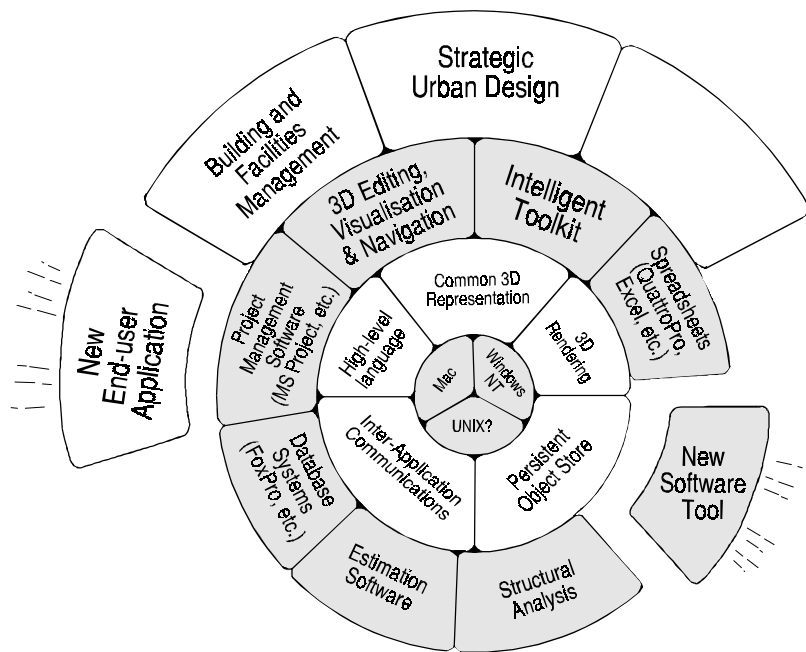 Strategic
Urban Design
Building and
Facilities
Management
3D Editing,
Visualisation
& Navigation
Intelligent
Toolkit
Spreadsheets
(QuattroPro,
Excel, etc.)
Project
Management
Software
(MS Project, etc.)
New
End-user
Application
Common 3D
Representation
High-level
language
3D
Rendering
Mac
Windows
NT
UNIX?
Inter-Application
Communications
Persistent
Object Store
New
Software
Tool
Database
Systems
(FoxPro, etc.)
Estimation
Software
Structural
Analysis